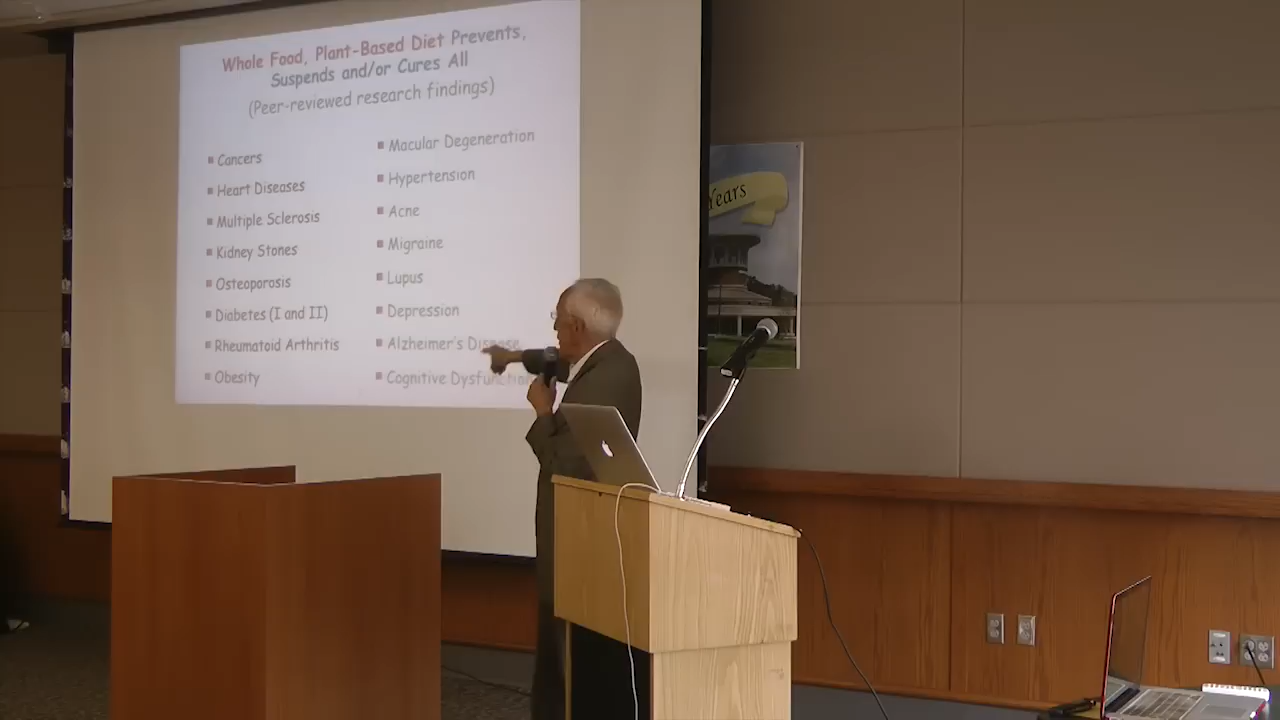 Whole Food, Plant-Based Diet Prevents,
Suspends and/or Cures All
(Peer-reviewed research findings)
Cancers
Heart Diseases
Multiple Sclerosis
Kidney Stones
Osteoporosis
Diabetes (I and II)
Rheumatoid Arthritis
Obesity
Macular Degeneration
Hypertension
Acne
Migraine
Lupus
Depression
Alzheimer's Disease
Cognitive Dysfunction
Years